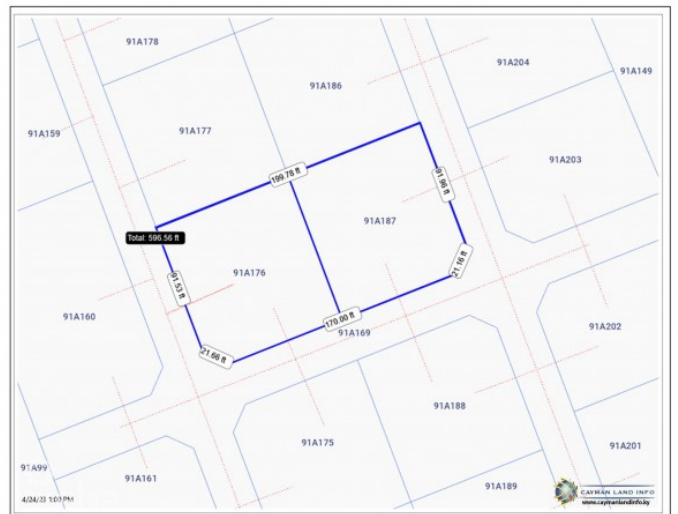 91A178
91A204
91A149
91A186
91A159
91A177
91A203
199.78 ft
91.96 ft
91A187
Total: 596.56 ft
91A176
91.53 ft
21.16 ft
91A160
170.00 ft
91A169
91A202
21.66 ft
91A188
91A175
91A201
91A99
91A161
91A189
4/24/23 1:02 PM
CAYMAN LAND INFO
www.caymanlandinfo.ky